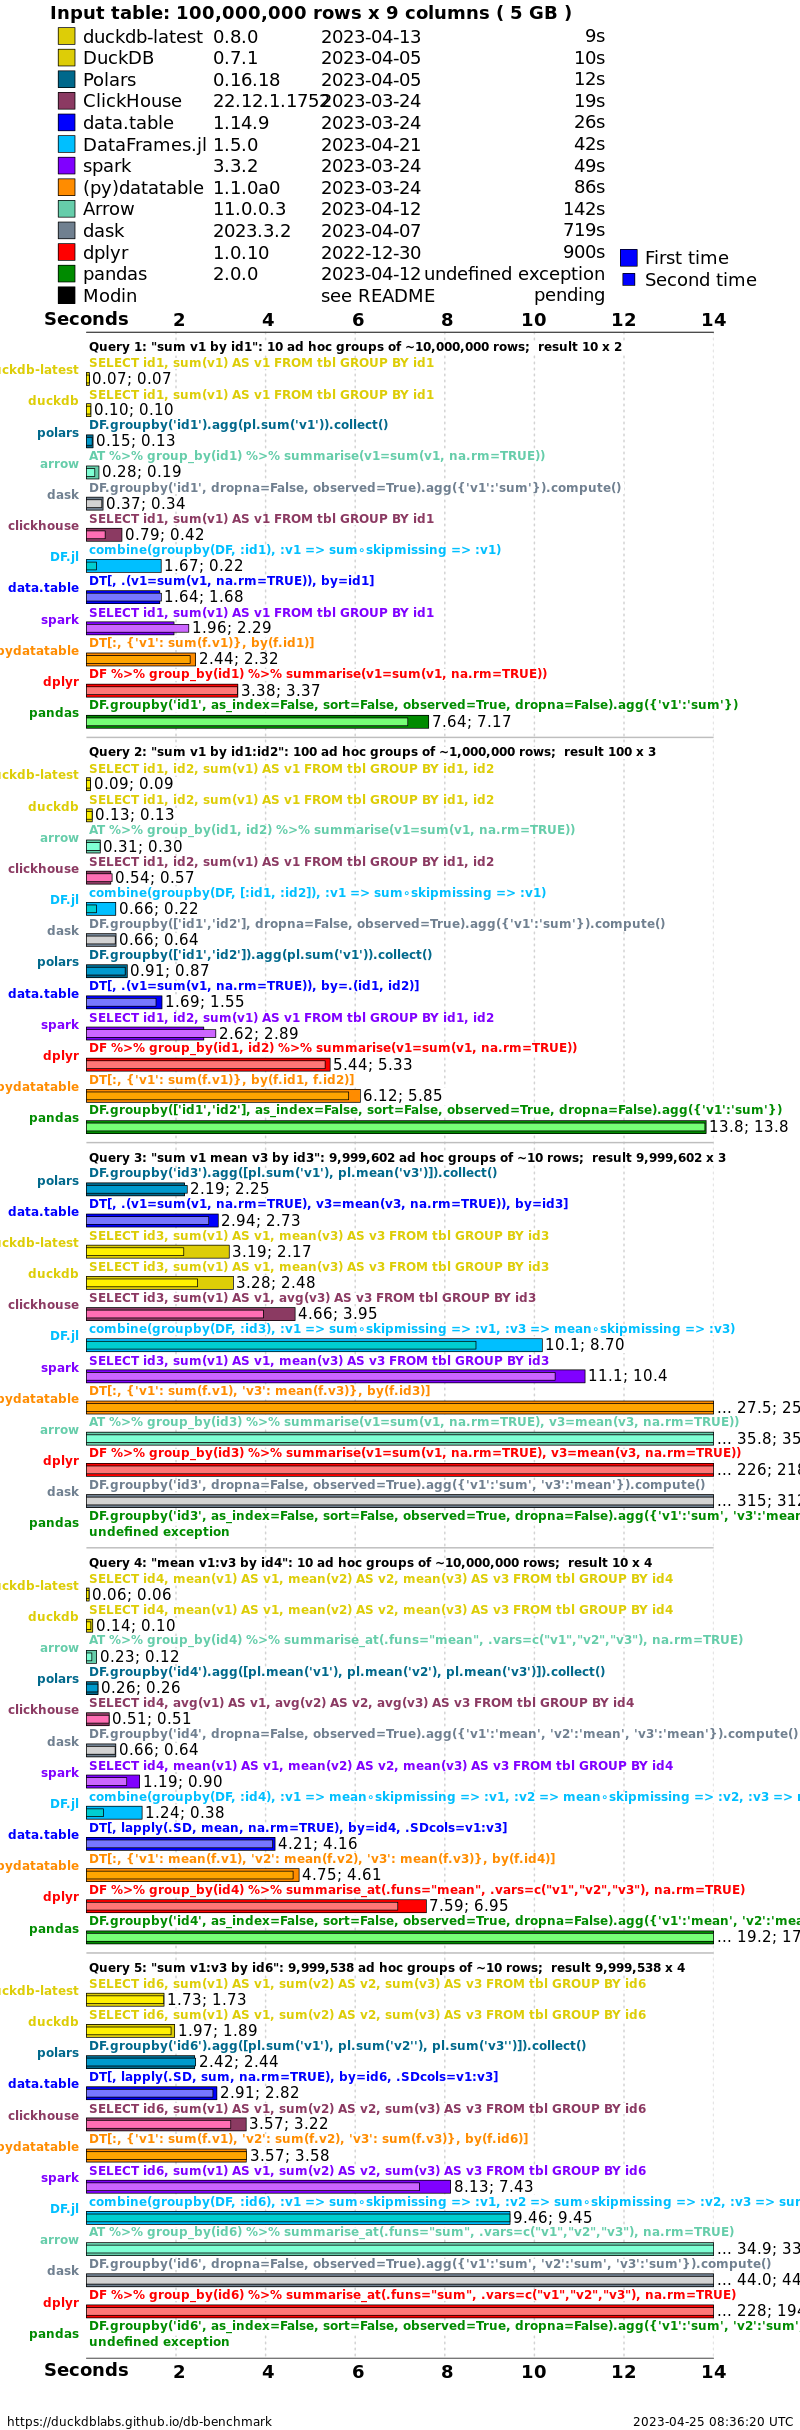 Input table: 100,000,000 rows x 9 columns ( 5 GB )
duckdb-latest 0.8.0 2023-04-13 9s
DuckDB 0.7.1 2023-04-05 10s
Polars 0.16.18 2023-04-05 12s
ClickHouse 22.12.1.1752 2023-03-24 19s
data.table 1.14.9 2023-03-24 26s
DataFrames.jl 1.5.0 2023-04-21 42s
spark 3.3.2 2023-03-24 49s
(py)datatable 1.1.0a0 2023-03-24 86s
Arrow 11.0.0.3 2023-04-12 142s
dask 2023.3.2 2023-04-07 719s
dplyr 1.0.10 2022-12-30 900s
First time
pandas 2.0.0 2023-04-12 undefined exception
Second time
Modin see README pending
Seconds 2 4 6 8 10 12 14
Query 1: "sum v1 by id1": 10 ad hoc groups of ~10,000,000 rows; result 10 x 2
SELECT id1, sum(v1) AS v1 FROM tbl GROUP BY id1
uckdb-latest 0.07; 0.07
SELECT id1, sum(v1) AS v1 FROM tbl GROUP BY id1
duckdb 0.10; 0.10
DF.groupby('id1').agg(pl.sum('v1')).collect()
polars 0.15; 0.13
AT %>% group_by(id1) %>% summarise(v1=sum(v1, na.rm=TRUE))
arrow 0.28; 0.19
DF.groupby('id1', dropna=False, observed=True).agg({'v1':'sum'}).compute()
dask 0.37; 0.34
SELECT id1, sum(v1) AS v1 FROM tbl GROUP BY id1
clickhouse 0.79; 0.42
combine(groupby(DF, :id1), :v1 => sum∘skipmissing => :v1)
DF.jl 1.67; 0.22
DT[, .(v1=sum(v1, na.rm=TRUE)), by=id1]
data.table 1.64; 1.68
SELECT id1, sum(v1) AS v1 FROM tbl GROUP BY id1
spark 1.96; 2.29
DT[:, {'v1': sum(f.v1)}, by(f.id1)]
pydatatable 2.44; 2.32
DF %>% group_by(id1) %>% summarise(v1=sum(v1, na.rm=TRUE))
dplyr 3.38; 3.37
DF.groupby('id1', as_index=False, sort=False, observed=True, dropna=False).agg({'v1':'sum'})
pandas 7.64; 7.17
Query 2: "sum v1 by id1:id2": 100 ad hoc groups of ~1,000,000 rows; result 100 x 3
SELECT id1, id2, sum(v1) AS v1 FROM tbl GROUP BY id1, id2
uckdb-latest 0.09; 0.09
SELECT id1, id2, sum(v1) AS v1 FROM tbl GROUP BY id1, id2
duckdb 0.13; 0.13
AT %>% group_by(id1, id2) %>% summarise(v1=sum(v1, na.rm=TRUE))
arrow 0.31; 0.30
SELECT id1, id2, sum(v1) AS v1 FROM tbl GROUP BY id1, id2
clickhouse 0.54; 0.57
combine(groupby(DF, [:id1, :id2]), :v1 => sum∘skipmissing => :v1)
DF.jl 0.66; 0.22
DF.groupby(['id1','id2'], dropna=False, observed=True).agg({'v1':'sum'}).compute()
dask 0.66; 0.64
DF.groupby(['id1','id2']).agg(pl.sum('v1')).collect()
polars 0.91; 0.87
DT[, .(v1=sum(v1, na.rm=TRUE)), by=.(id1, id2)]
data.table 1.69; 1.55
SELECT id1, id2, sum(v1) AS v1 FROM tbl GROUP BY id1, id2
spark 2.62; 2.89
DF %>% group_by(id1, id2) %>% summarise(v1=sum(v1, na.rm=TRUE))
dplyr 5.44; 5.33
DT[:, {'v1': sum(f.v1)}, by(f.id1, f.id2)]
pydatatable 6.12; 5.85
DF.groupby(['id1','id2'], as_index=False, sort=False, observed=True, dropna=False).agg({'v1':'sum'})
pandas 13.8; 13.8
Query 3: "sum v1 mean v3 by id3": 9,999,602 ad hoc groups of ~10 rows; result 9,999,602 x 3
DF.groupby('id3').agg([pl.sum('v1'), pl.mean('v3')]).collect()
polars 2.19; 2.25
DT[, .(v1=sum(v1, na.rm=TRUE), v3=mean(v3, na.rm=TRUE)), by=id3]
data.table 2.94; 2.73
SELECT id3, sum(v1) AS v1, mean(v3) AS v3 FROM tbl GROUP BY id3
uckdb-latest 3.19; 2.17
SELECT id3, sum(v1) AS v1, mean(v3) AS v3 FROM tbl GROUP BY id3
duckdb 3.28; 2.48
SELECT id3, sum(v1) AS v1, avg(v3) AS v3 FROM tbl GROUP BY id3
clickhouse 4.66; 3.95
combine(groupby(DF, :id3), :v1 => sum∘skipmissing => :v1, :v3 => mean∘skipmissing => :v3)
DF.jl 10.1; 8.70
SELECT id3, sum(v1) AS v1, mean(v3) AS v3 FROM tbl GROUP BY id3
spark 11.1; 10.4
DT[:, {'v1': sum(f.v1), 'v3': mean(f.v3)}, by(f.id3)]
pydatatable ... 27.5; 25
AT %>% group_by(id3) %>% summarise(v1=sum(v1, na.rm=TRUE), v3=mean(v3, na.rm=TRUE))
arrow ... 35.8; 35
DF %>% group_by(id3) %>% summarise(v1=sum(v1, na.rm=TRUE), v3=mean(v3, na.rm=TRUE))
dplyr ... 226; 218
DF.groupby('id3', dropna=False, observed=True).agg({'v1':'sum', 'v3':'mean'}).compute()
dask ... 315; 312
DF.groupby('id3', as_index=False, sort=False, observed=True, dropna=False).agg({'v1':'sum', 'v3':'mean
pandas undefined exception
Query 4: "mean v1:v3 by id4": 10 ad hoc groups of ~10,000,000 rows; result 10 x 4
SELECT id4, mean(v1) AS v1, mean(v2) AS v2, mean(v3) AS v3 FROM tbl GROUP BY id4
uckdb-latest 0.06; 0.06
SELECT id4, mean(v1) AS v1, mean(v2) AS v2, mean(v3) AS v3 FROM tbl GROUP BY id4
duckdb 0.14; 0.10
AT %>% group_by(id4) %>% summarise_at(.funs="mean", .vars=c("v1","v2","v3"), na.rm=TRUE)
arrow 0.23; 0.12
DF.groupby('id4').agg([pl.mean('v1'), pl.mean('v2'), pl.mean('v3')]).collect()
polars 0.26; 0.26
SELECT id4, avg(v1) AS v1, avg(v2) AS v2, avg(v3) AS v3 FROM tbl GROUP BY id4
clickhouse 0.51; 0.51
DF.groupby('id4', dropna=False, observed=True).agg({'v1':'mean', 'v2':'mean', 'v3':'mean'}).compute()
dask 0.66; 0.64
SELECT id4, mean(v1) AS v1, mean(v2) AS v2, mean(v3) AS v3 FROM tbl GROUP BY id4
spark 1.19; 0.90
combine(groupby(DF, :id4), :v1 => mean∘skipmissing => :v1, :v2 => mean∘skipmissing => :v2, :v3 =>
DF.jl 1.24; 0.38
DT[, lapply(.SD, mean, na.rm=TRUE), by=id4, .SDcols=v1:v3]
data.table 4.21; 4.16
DT[:, {'v1': mean(f.v1), 'v2': mean(f.v2), 'v3': mean(f.v3)}, by(f.id4)]
pydatatable 4.75; 4.61
DF %>% group_by(id4) %>% summarise_at(.funs="mean", .vars=c("v1","v2","v3"), na.rm=TRUE)
dplyr 7.59; 6.95
DF.groupby('id4', as_index=False, sort=False, observed=True, dropna=False).agg({'v1':'mean', 'v2':'mea
pandas ... 19.2; 17
Query 5: "sum v1:v3 by id6": 9,999,538 ad hoc groups of ~10 rows; result 9,999,538 x 4
SELECT id6, sum(v1) AS v1, sum(v2) AS v2, sum(v3) AS v3 FROM tbl GROUP BY id6
uckdb-latest 1.73; 1.73
SELECT id6, sum(v1) AS v1, sum(v2) AS v2, sum(v3) AS v3 FROM tbl GROUP BY id6
duckdb 1.97; 1.89
DF.groupby('id6').agg([pl.sum('v1'), pl.sum('v2''), pl.sum('v3'')]).collect()
polars 2.42; 2.44
DT[, lapply(.SD, sum, na.rm=TRUE), by=id6, .SDcols=v1:v3]
data.table 2.91; 2.82
SELECT id6, sum(v1) AS v1, sum(v2) AS v2, sum(v3) AS v3 FROM tbl GROUP BY id6
clickhouse 3.57; 3.22
DT[:, {'v1': sum(f.v1), 'v2': sum(f.v2), 'v3': sum(f.v3)}, by(f.id6)]
pydatatable 3.57; 3.58
SELECT id6, sum(v1) AS v1, sum(v2) AS v2, sum(v3) AS v3 FROM tbl GROUP BY id6
spark 8.13; 7.43
combine(groupby(DF, :id6), :v1 => sum∘skipmissing => :v1, :v2 => sum∘skipmissing => :v2, :v3 => sur
DF.jl 9.46; 9.45
AT %>% group_by(id6) %>% summarise_at(.funs="sum", .vars=c("v1","v2","v3"), na.rm=TRUE)
arrow ... 34.9; 33
DF.groupby('id6', dropna=False, observed=True).agg({'v1':'sum', 'v2':'sum', 'v3':'sum'}).compute()
dask ... 44.0; 44
DF %>% group_by(id6) %>% summarise_at(.funs="sum", .vars=c("v1","v2","v3"), na.rm=TRUE)
dplyr ... 228; 194
DF.groupby('id6', as_index=False, sort=False, observed=True, dropna=False).agg({'v1':'sum', 'v2':'sum'
pandas undefined exception
Seconds 2 4 6 8 10 12 14
https://duckdblabs.github.io/db-benchmark 2023-04-25 08:36:20 UTC